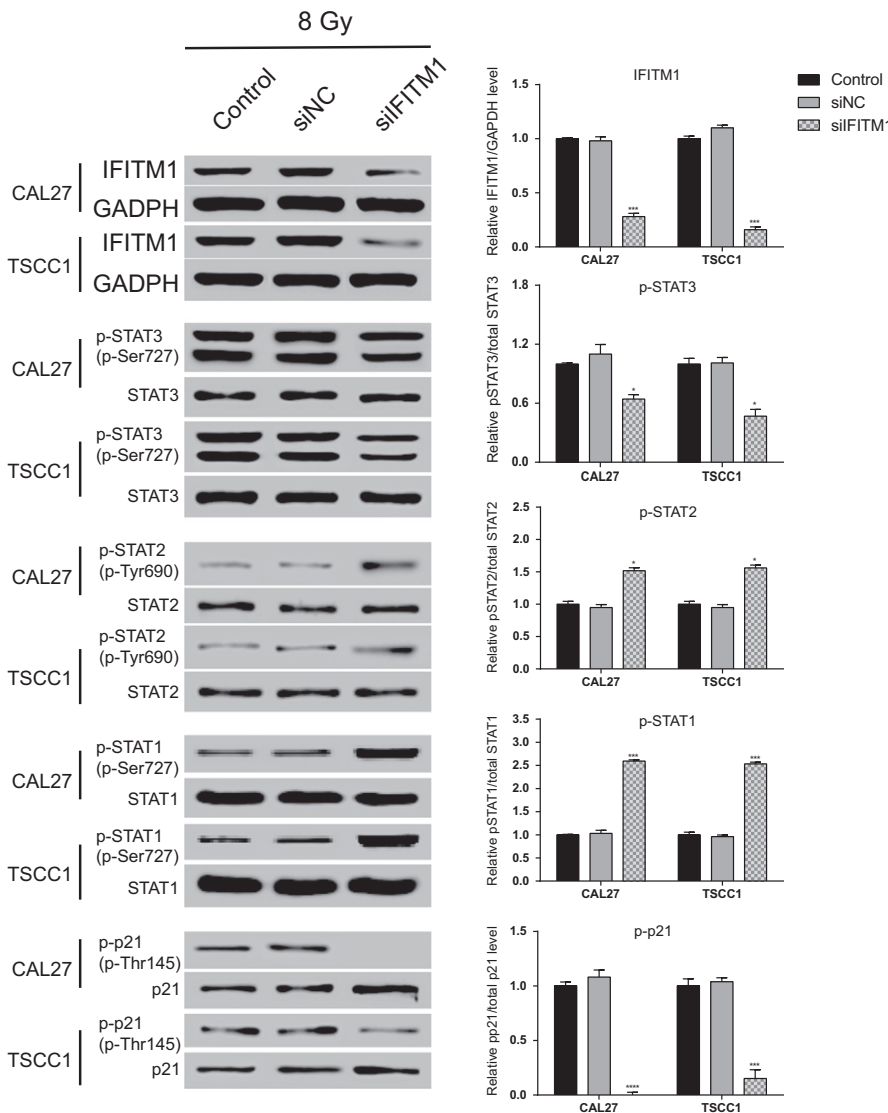 8 Gy
Control
siNC
siIFITM1
CAL27
IFITM1
GADPH
TSCC1
IFITM1
GADPH
CAL27
p-STAT3
(p-Ser727)
STAT3
TSCC1
p-STAT3
(p-Ser727)
STAT3
CAL27
p-STAT2
(p-Tyr690)
STAT2
TSCC1
p-STAT2
(p-Tyr690)
STAT2
CAL27
p-STAT1
(p-Ser727)
STAT1
TSCC1
p-STAT1
(p-Ser727)
STAT1
CAL27
p-p21
(p-Thr145)
p21
TSCC1
p-p21
(p-Thr145)
p21
IFITM1
Relative IFITM1/GAPDH level
1.5
1.0
0.5
0.0
***
***
CAL27 TSCC1
Control
siNC
siIFITM1
p-STAT3
Relative pSTAT3/total STAT3
1.8
1.2
0.6
0.0
*
*
CAL27 TSCC1
p-STAT2
Relative pSTAT2/total STAT2
2.5
2.0
1.5
1.0
0.5
0.0
*
*
CAL27 TSCC1
p-STAT1
Relative pSTAT1/total STAT1
3.5
3.0
2.5
2.0
1.5
1.0
0.5
0.0
***
***
CAL27 TSCC1
p-p21
Relative pp21/total p21 level
1.5
1.0
0.5
0.0
****
***
CAL27 TSCC1